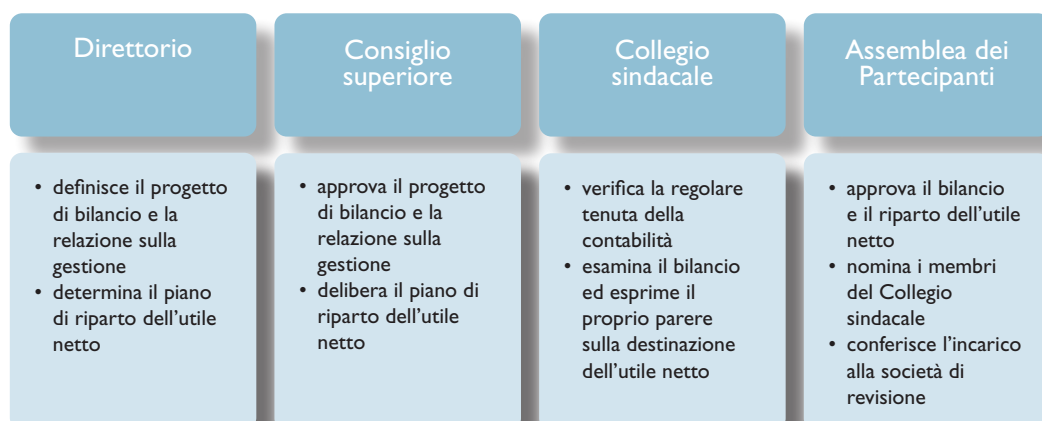 Direttorio
Consiglio
superiore
Collegio
sindacale
Assemblea dei
Partecipanti
• definisce il progetto
di bilancio e la
relazione sulla
gestione
• determina il piano
di riparto dell’utile
netto
• approva il progetto
di bilancio e la
relazione sulla
gestione
• delibera il piano di
riparto dell’utile
netto
• verifica la regolare
tenuta della
contabilità
• esamina il bilancio
ed esprime il
proprio parere
sulla destinazione
dell’utile netto
• approva il bilancio
e il riparto dell’utile
netto
• nomina i membri
del Collegio
sindacale
• conferisce l’incarico
alla società di
revisione